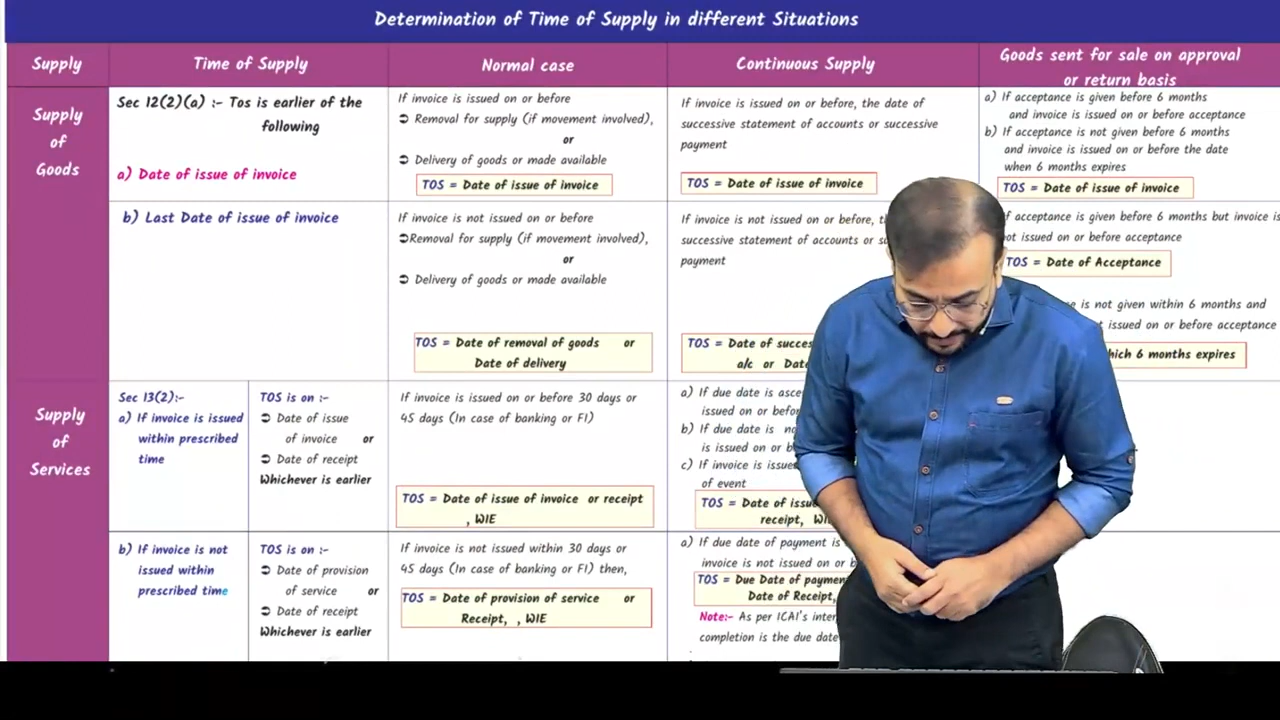 Determination of Time of Supply in different Situations
Supply
Time of Supply
Normal case
Continuous Supply
Goods sent for sale on approval
or return basis
Supply
of
Goods
Sec 12(2)(a) :- Tos is earlier of the
following
a) Date of issue of invoice
If invoice is issued on or before
➲ Removal for supply (if movement involved),
or
➲ Delivery of goods or made available
TOS = Date of issue of invoice
If invoice is issued on or before, the date of
successive statement of accounts or successive
payment
TOS = Date of issue of invoice
a) If acceptance is given before 6 months
and invoice is issued on or before acceptance
b) If acceptance is not given before 6 months
and invoice is issued on or before the date
when 6 months expires
TOS = Date of issue of invoice
b) Last Date of issue of invoice
If invoice is not issued on or before
➲Removal for supply (if movement involved),
or
➲ Delivery of goods or made available
TOS = Date of removal of goods or
Date of delivery
If invoice is not issued on or before,
successive statement of accounts or
payment
TOS = Date of
a/c or
f acceptance is given before 6 months but invoice is
not issued on or before acceptance
TOS = Date of Acceptance
is not given within 6 months and
issued on or before acceptance
which 6 months expires
Supply
of
Services
Sec 13(2):-
a) If invoice is issued
within prescribed
time
TOS is on :-
➲ Date of issue
of invoice or
➲ Date of receipt
Whichever is earlier
If invoice is issued on or before 30 days or
45 days (In case of banking or FI)
TOS = Date of issue of invoice or receipt
, WIE
a) If due date is
issued on or
b) If due date is
is issued on or
c) If invoice is
of event
TOS = Date of
receipt,
b) If invoice is not
issued within
prescribed time
TOS is on :-
➲ Date of provision
of service or
➲ Date of receipt
Whichever is earlier
If invoice is not issued within 30 days or
45 days (In case of banking or FI) then,
TOS = Date of provision of service or
Receipt, , WIE
a) If due date of payment is
invoice is not issued on or
TOS = Due Date of
Date of Receipt,
Note:- As per ICAI's
completion is the due date